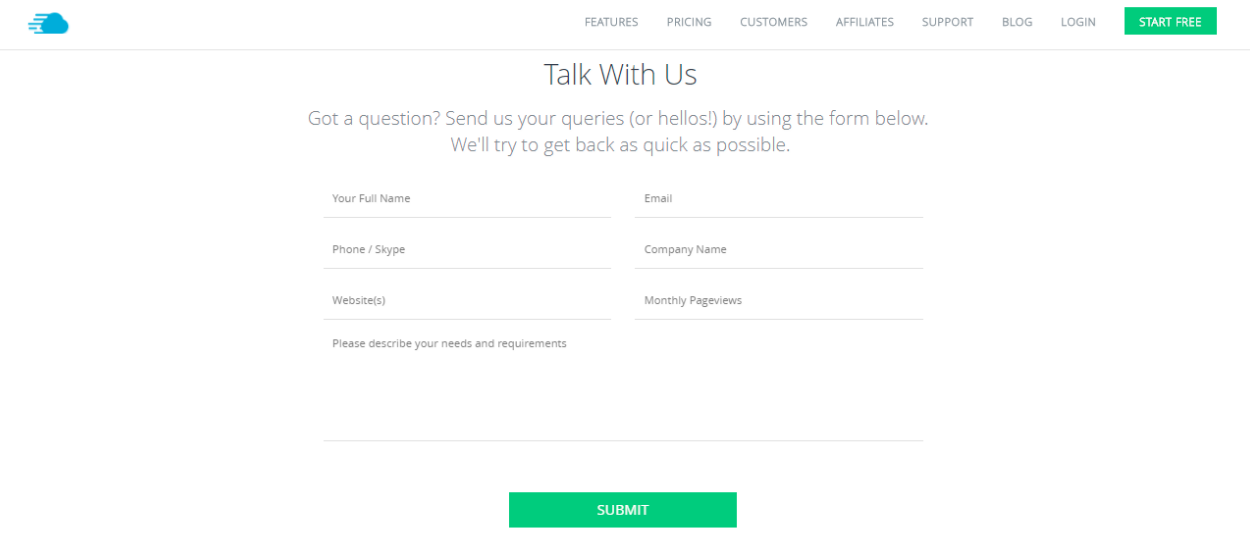 FEATURES PRICING CUSTOMERS AFFILIATES SUPPORT BLOG LOGIN START FREE
Talk With Us
Got a question? Send us your queries (or hellos!) by using the form below.
We'll try to get back as quick as possible.
Your Full Name Email
Phone / Skype Company Name
Website(s) Monthly Pageviews
Please describe your needs and requirements
SUBMIT